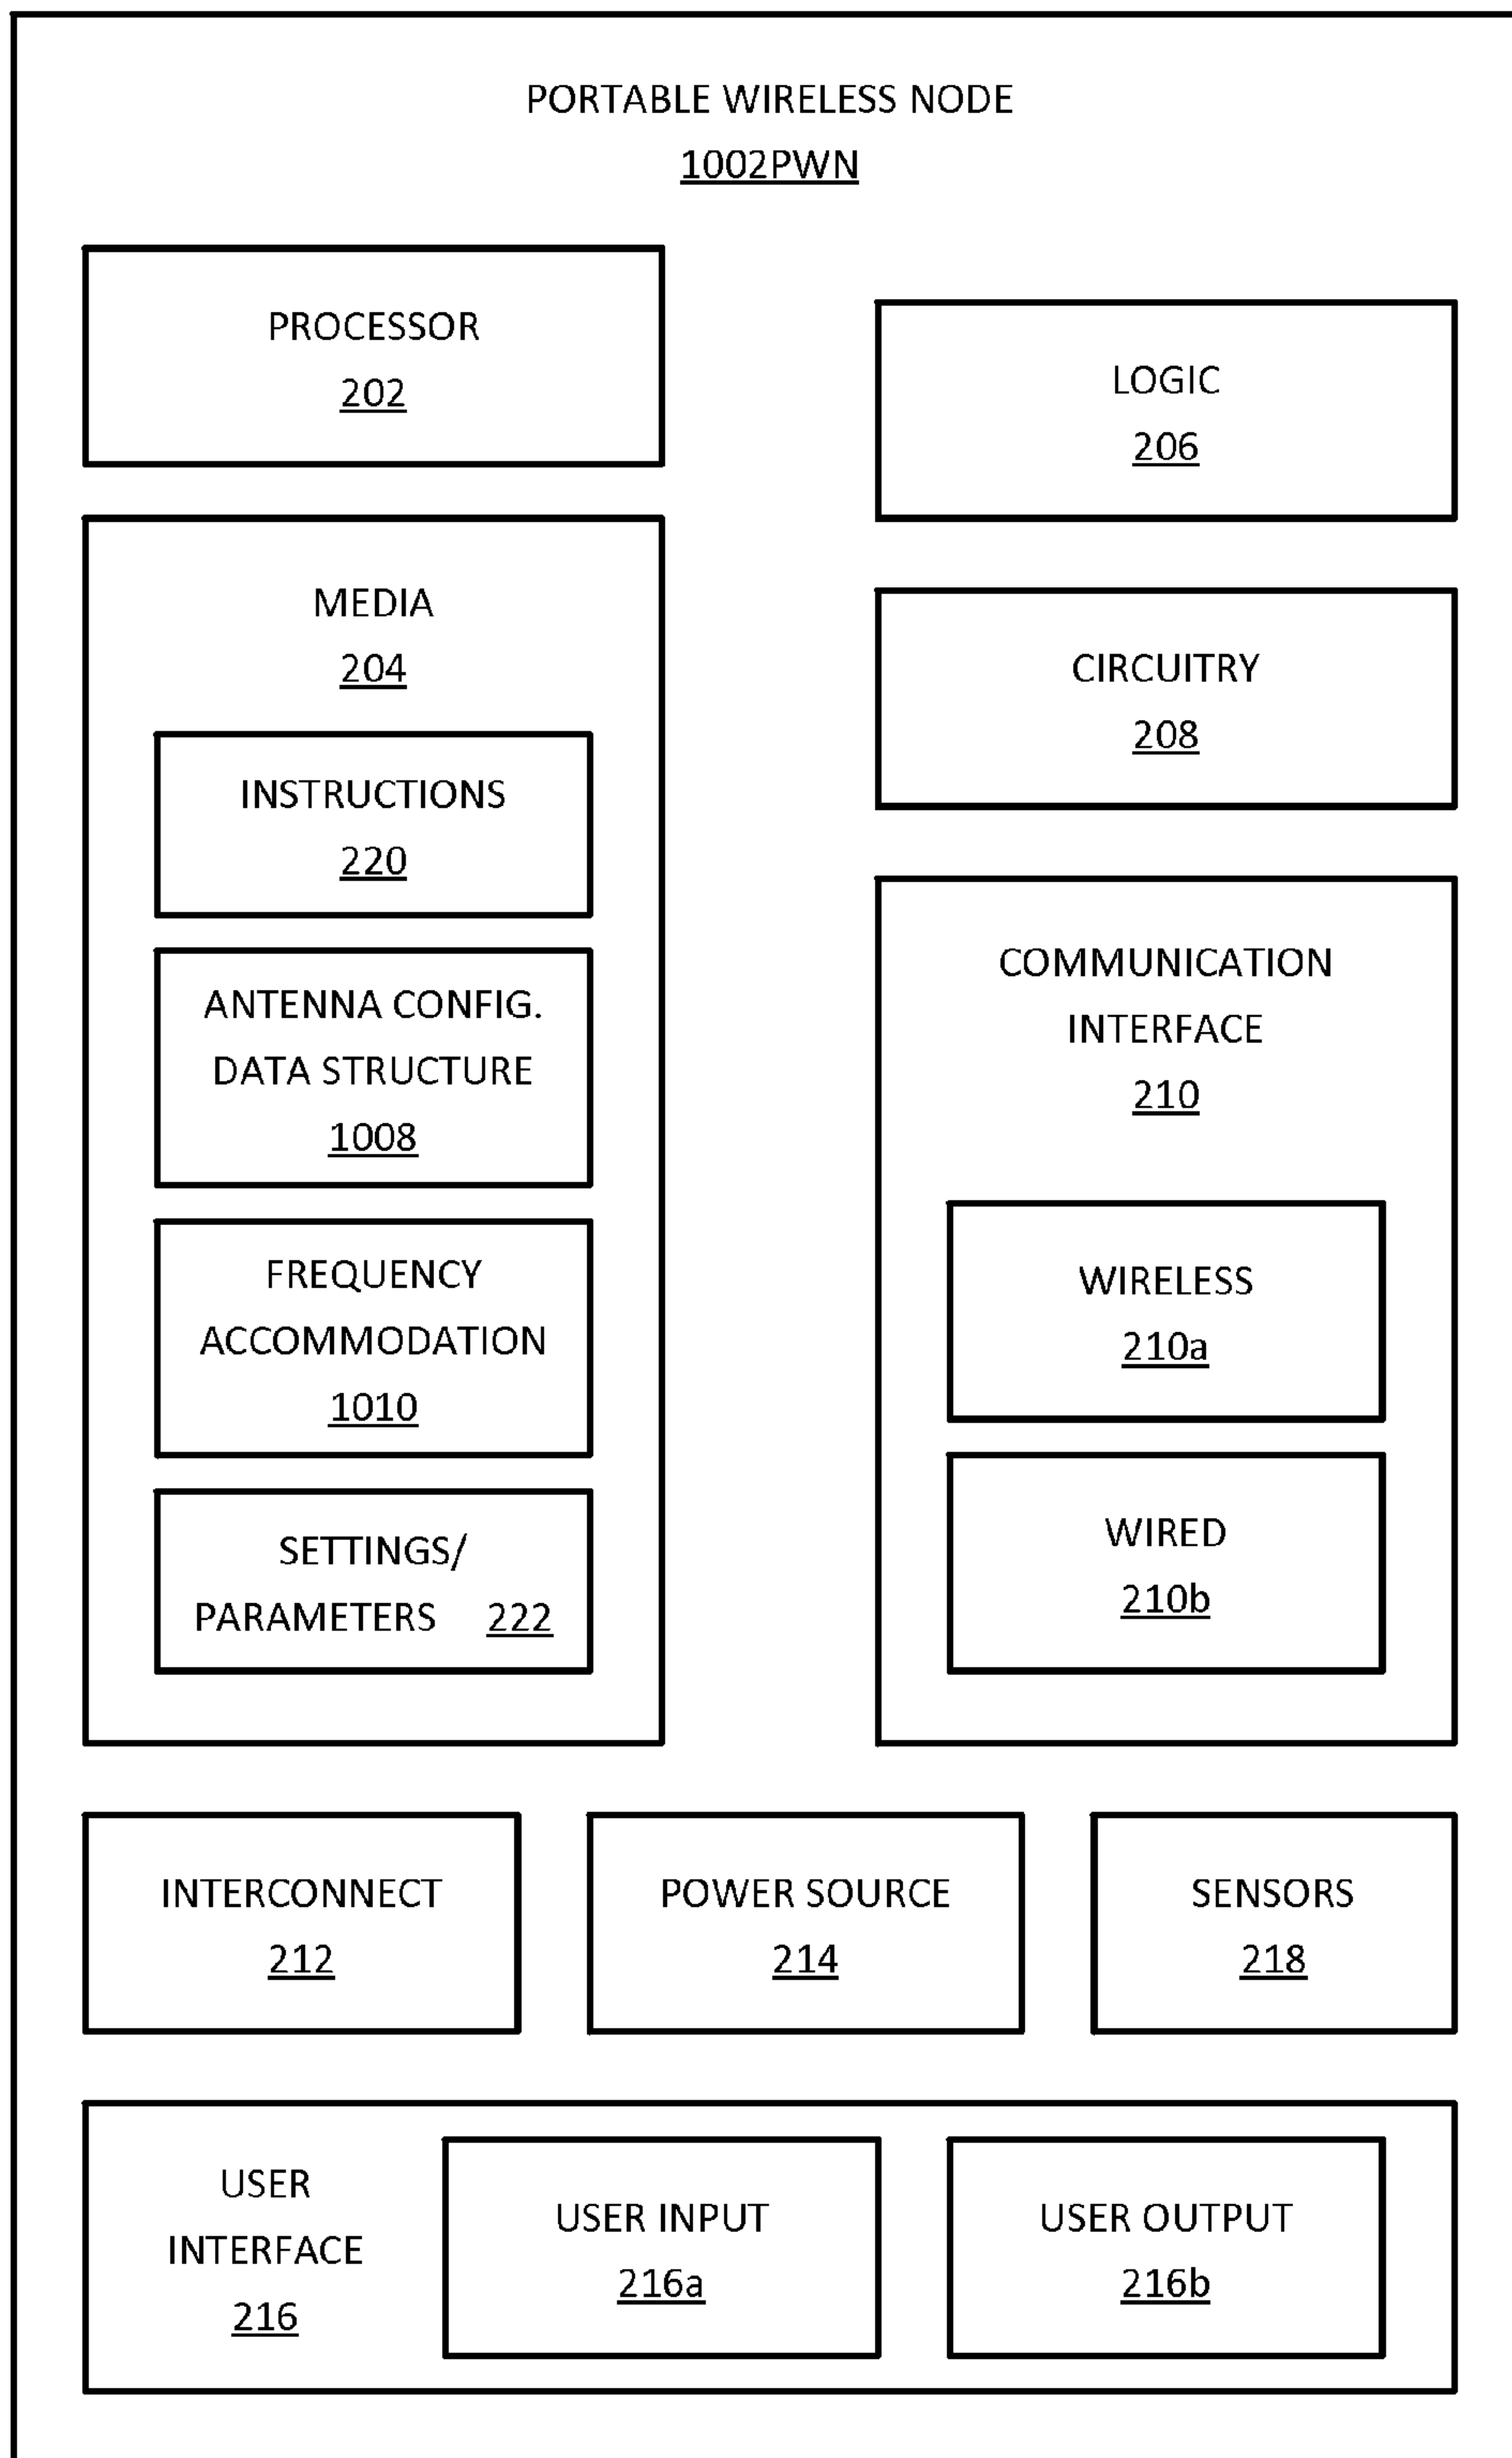 PORTABLE WIRELESS NODE
1002PWN
PROCESSOR
202
LOGIC
206
MEDIA
204
INSTRUCTIONS
220
ANTENNA CONFIG.
DATA STRUCTURE
1008
FREQUENCY
ACCOMMODATION
1010
SETTINGS/
PARAMETERS 222
CIRCUITRY
208
COMMUNICATION
INTERFACE
210
WIRELESS
210a
WIRED
210b
INTERCONNECT
212
POWER SOURCE
214
SENSORS
218
USER
INTERFACE
216
USER INPUT
216a
USER OUTPUT
216b